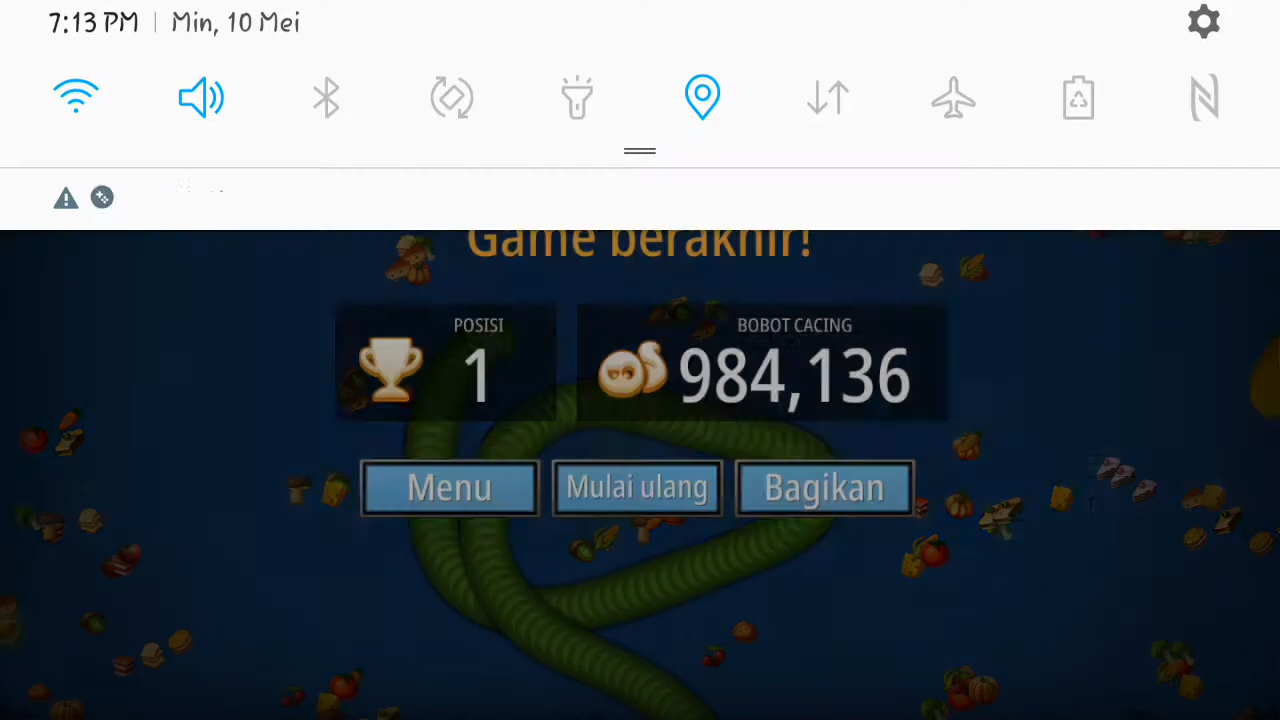 7:13 PM | Min, 10 Mei
Game berakhir!
POSISI
1
BOBOT CACING
984,136
Menu
Mulai ulang
Bagikan